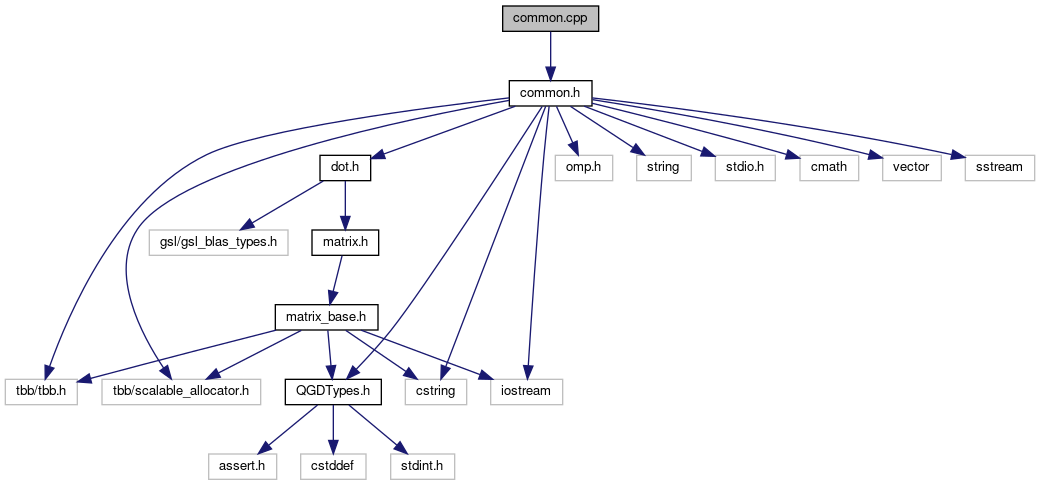 common.cpp
common.h
dot.h
omp.h
string
stdio.h
cmath
vector
sstream
gsl/gsl_blas_types.h
matrix.h
matrix_base.h
tbb/tbb.h
tbb/scalable_allocator.h
QGDTypes.h
cstring
iostream
assert.h
cstddef
stdint.h